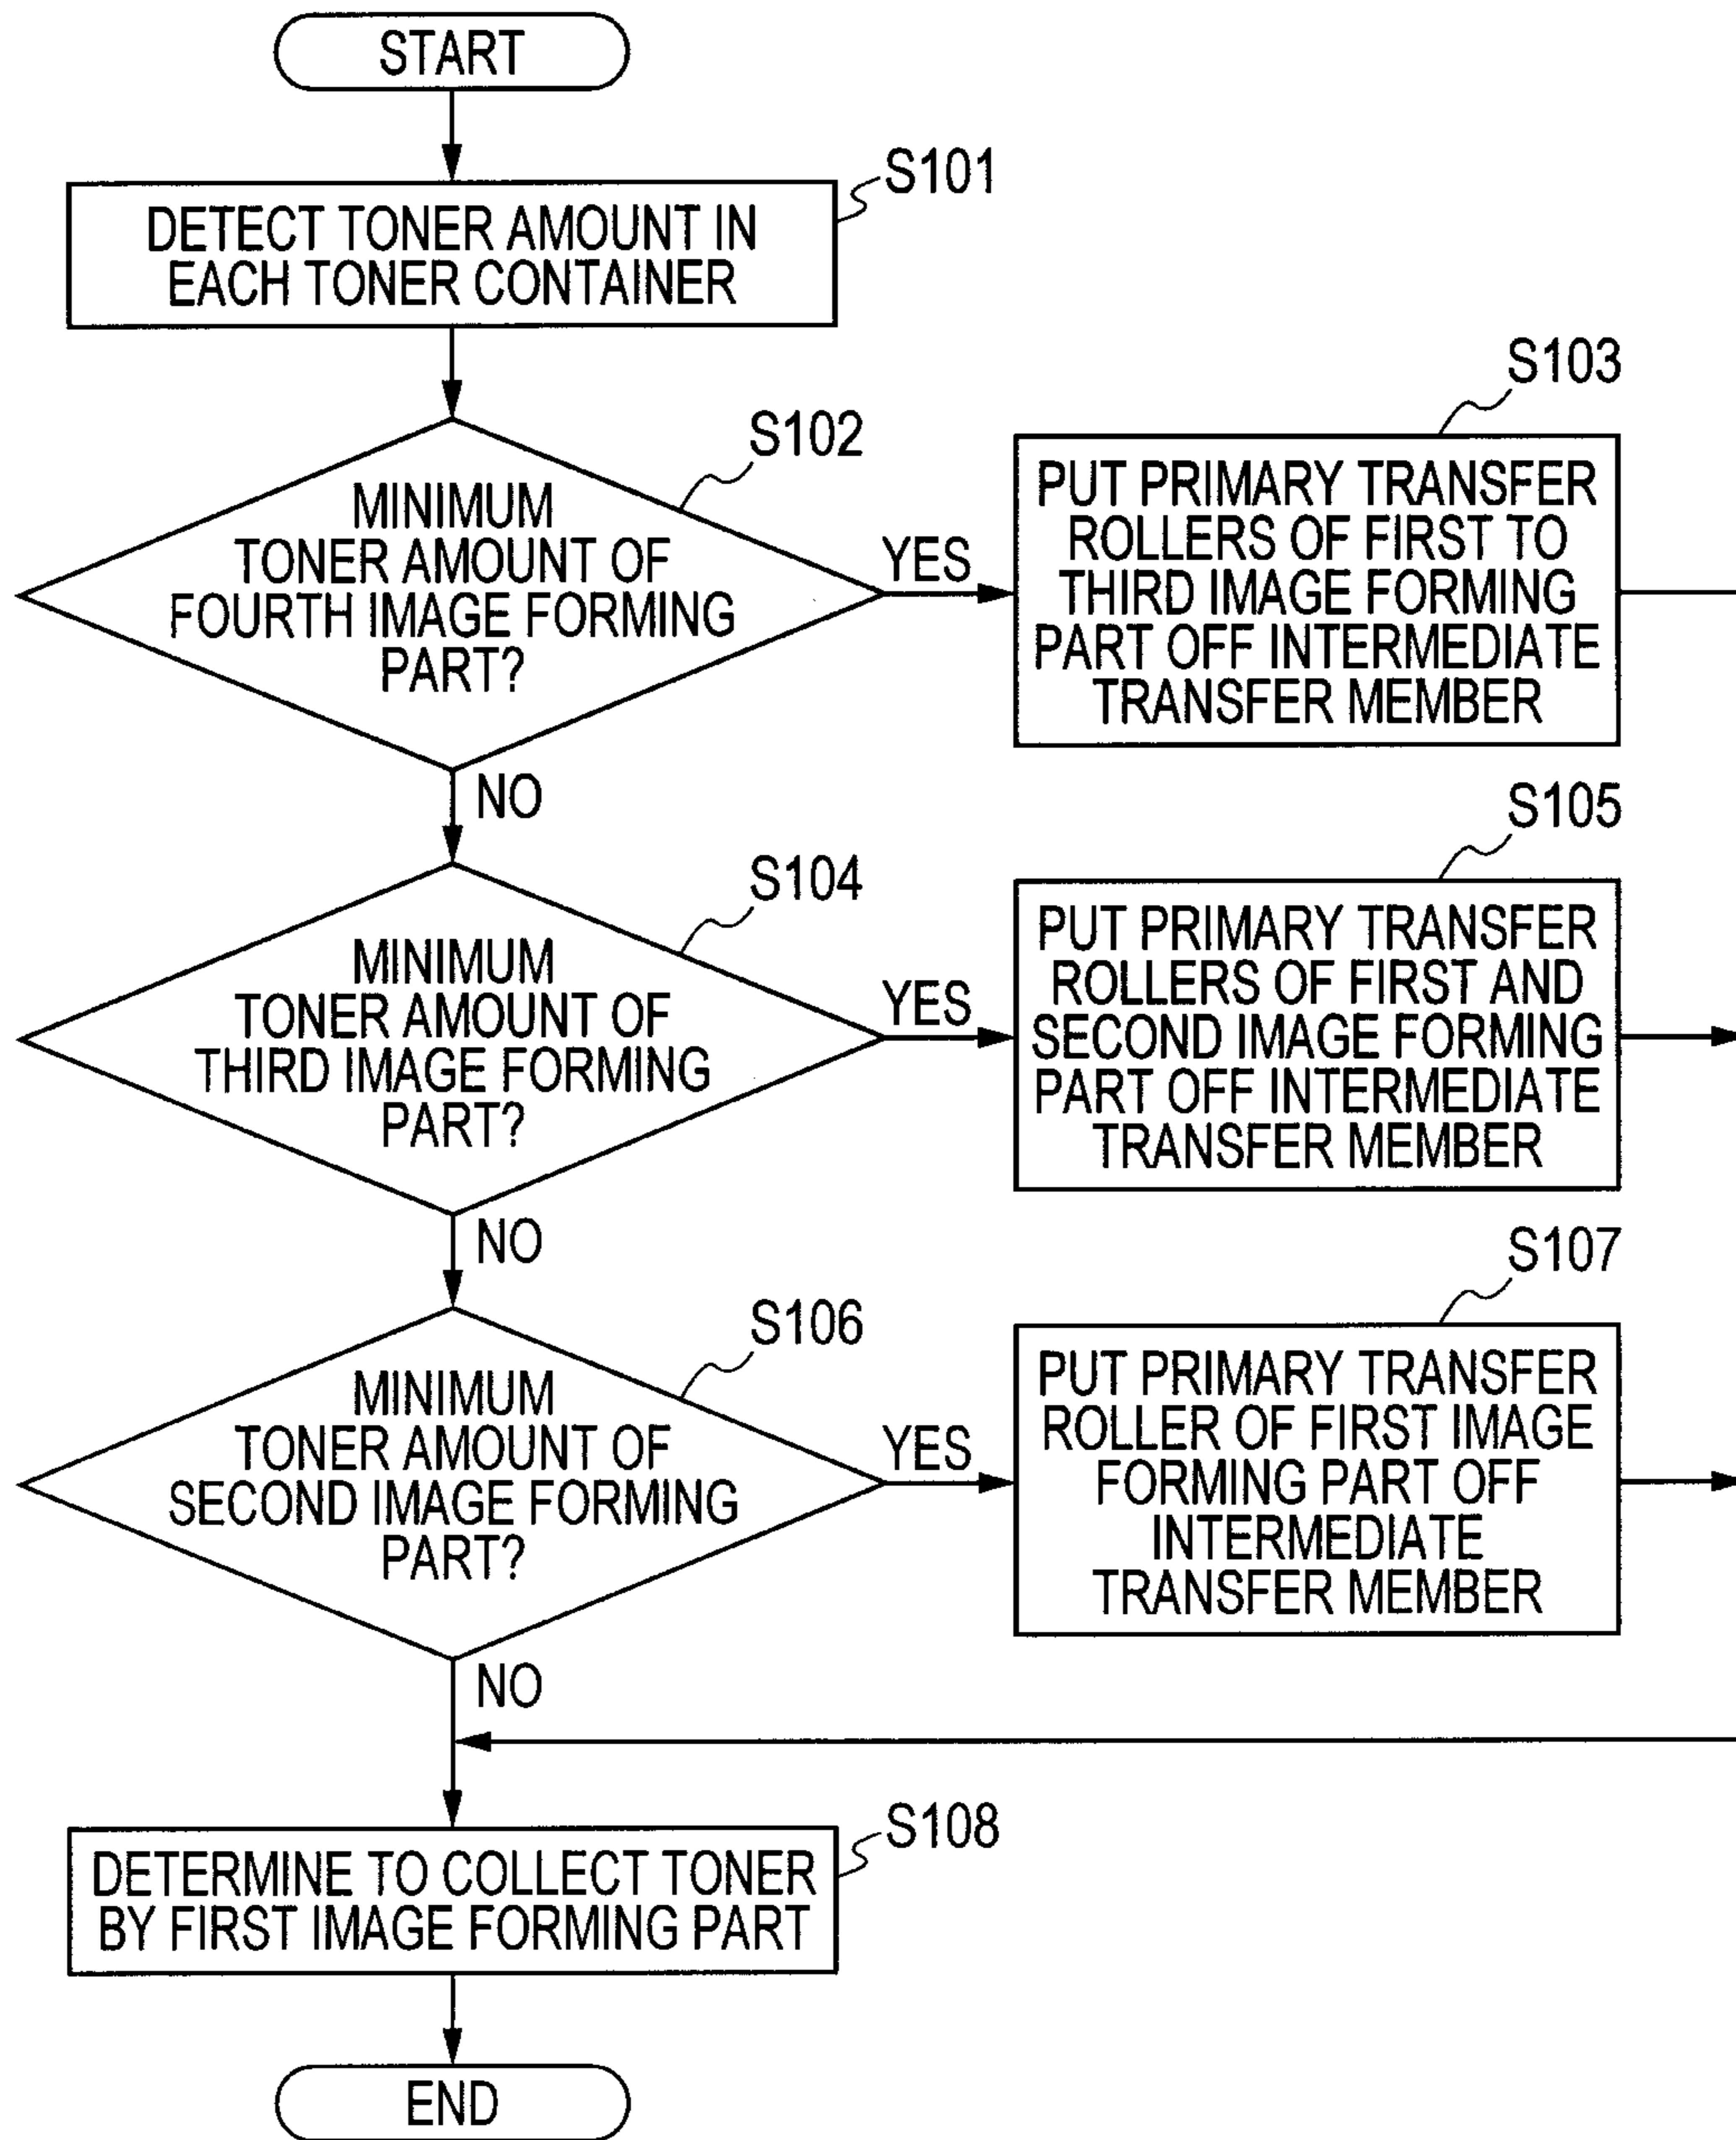 START
S101
DETECT TONER AMOUNT IN
EACH TONER CONTAINER
S102
MINIMUM
TONER AMOUNT OF
FOURTH IMAGE FORMING
PART?
YES
NO
S103
PUT PRIMARY TRANSFER
ROLLERS OF FIRST TO
THIRD IMAGE FORMING
PART OFF INTERMEDIATE
TRANSFER MEMBER
S104
MINIMUM
TONER AMOUNT OF
THIRD IMAGE FORMING
PART?
YES
NO
S105
PUT PRIMARY TRANSFER
ROLLERS OF FIRST AND
SECOND IMAGE FORMING
PART OFF INTERMEDIATE
TRANSFER MEMBER
S106
MINIMUM
TONER AMOUNT OF
SECOND IMAGE FORMING
PART?
YES
NO
S107
PUT PRIMARY TRANSFER
ROLLER OF FIRST IMAGE
FORMING PART OFF
INTERMEDIATE
TRANSFER MEMBER
S108
DETERMINE TO COLLECT TONER
BY FIRST IMAGE FORMING PART
END